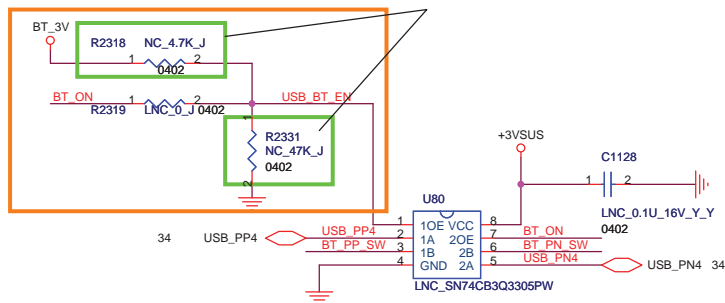 BT_3V
R2318 NC_4.7K_J
1 2
0402
BT_ON USB_BT_EN
1 2
R2319 LNC_0_J 0402
1
R2331
NC_47K_J
0402
2
+3VSUS
C1128
1 2
LNC_0.1U_16V_Y_Y
0402
U80
1 1OE VCC 8
34 USB_PP4 USB_PP4 2 1A 2OE 7 BT_ON
BT_PP_SW 3 1B 2B 6 BT_PN_SW
4 GND 2A 5 USB_PN4 USB_PN4 34
LNC_SN74CB3Q3305PW